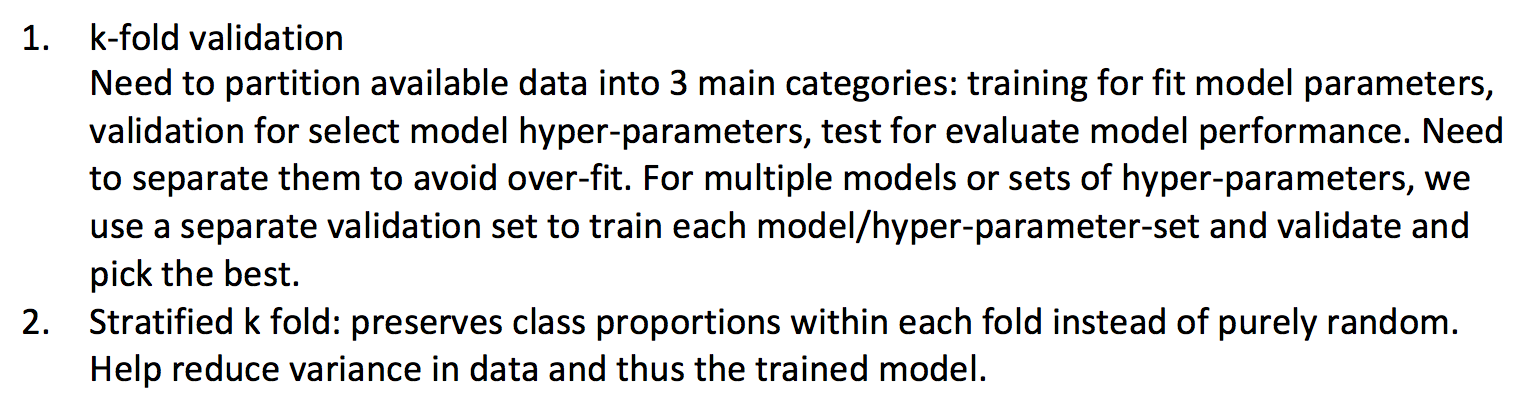 1. k-fold validation
Need to partition available data into 3 main categories: training for fit model parameters,
validation for select model hyper-parameters, test for evaluate model performance. Need
to separate them to avoid over-fit. For multiple models or sets of hyper-parameters, we
use a separate validation set to train each model/hyper-parameter-set and validate and
pick the best.
2. Stratified k fold: preserves class proportions within each fold instead of purely random.
Help reduce variance in data and thus the trained model.